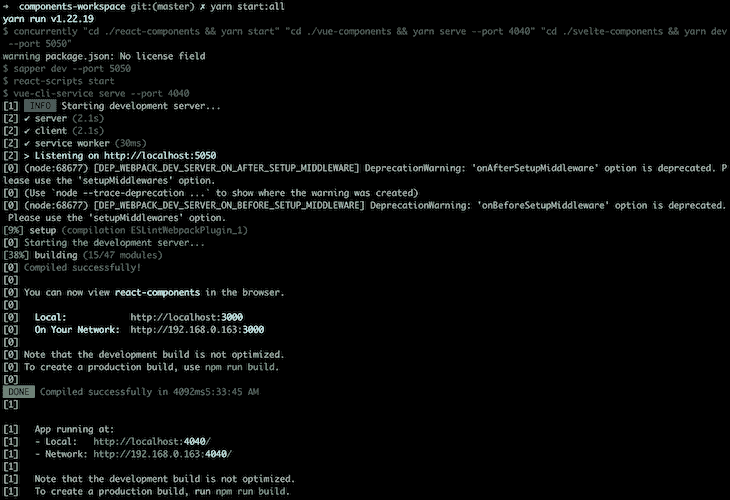 ➜  components-workspace git:(master) ✗ yarn start:all
yarn run v1.22.19
$ concurrently "cd ./react-components && yarn start" "cd ./vue-components && yarn serve --port 4040" "cd ./svelte-components && yarn dev
 --port 5050"
warning package.json: No license field
$ sapper dev --port 5050
$ react-scripts start
$ vue-cli-service serve --port 4040
[1]  INFO  Starting development server...
[2] ✔ server (2.1s)
[2] ✔ client (2.1s)
[2] ✔ service worker (30ms)
[2] > Listening on http://localhost:5050
[0] (node:68677) [DEP_WEBPACK_DEV_SERVER_ON_AFTER_SETUP_MIDDLEWARE] DeprecationWarning: 'onAfterSetupMiddleware' option is deprecated. P
lease use the 'setupMiddlewares' option.
[0] (Use `node --trace-deprecation ...` to show where the warning was created)
[0] (node:68677) [DEP_WEBPACK_DEV_SERVER_ON_BEFORE_SETUP_MIDDLEWARE] DeprecationWarning: 'onBeforeSetupMiddleware' option is deprecated.
 Please use the 'setupMiddlewares' option.
[9%] setup (compilation ESLintWebpackPlugin_1)
[0] Starting the development server...
[38%] building (15/47 modules)
[0] Compiled successfully!
[0]
[0] You can now view react-components in the browser.
[0]
[0]   Local:            http://localhost:3000
[0]   On Your Network:  http://192.168.0.163:3000
[0]
[0] Note that the development build is not optimized.
[0] To create a production build, use npm run build.
[0]
 DONE  Compiled successfully in 4092ms5:33:45 AM
[1]
[1]   App running at:
[1]   - Local:   http://localhost:4040/
[1]   - Network: http://192.168.0.163:4040/
[1]
[1]   Note that the development build is not optimized.
[1]   To create a production build, run npm run build.